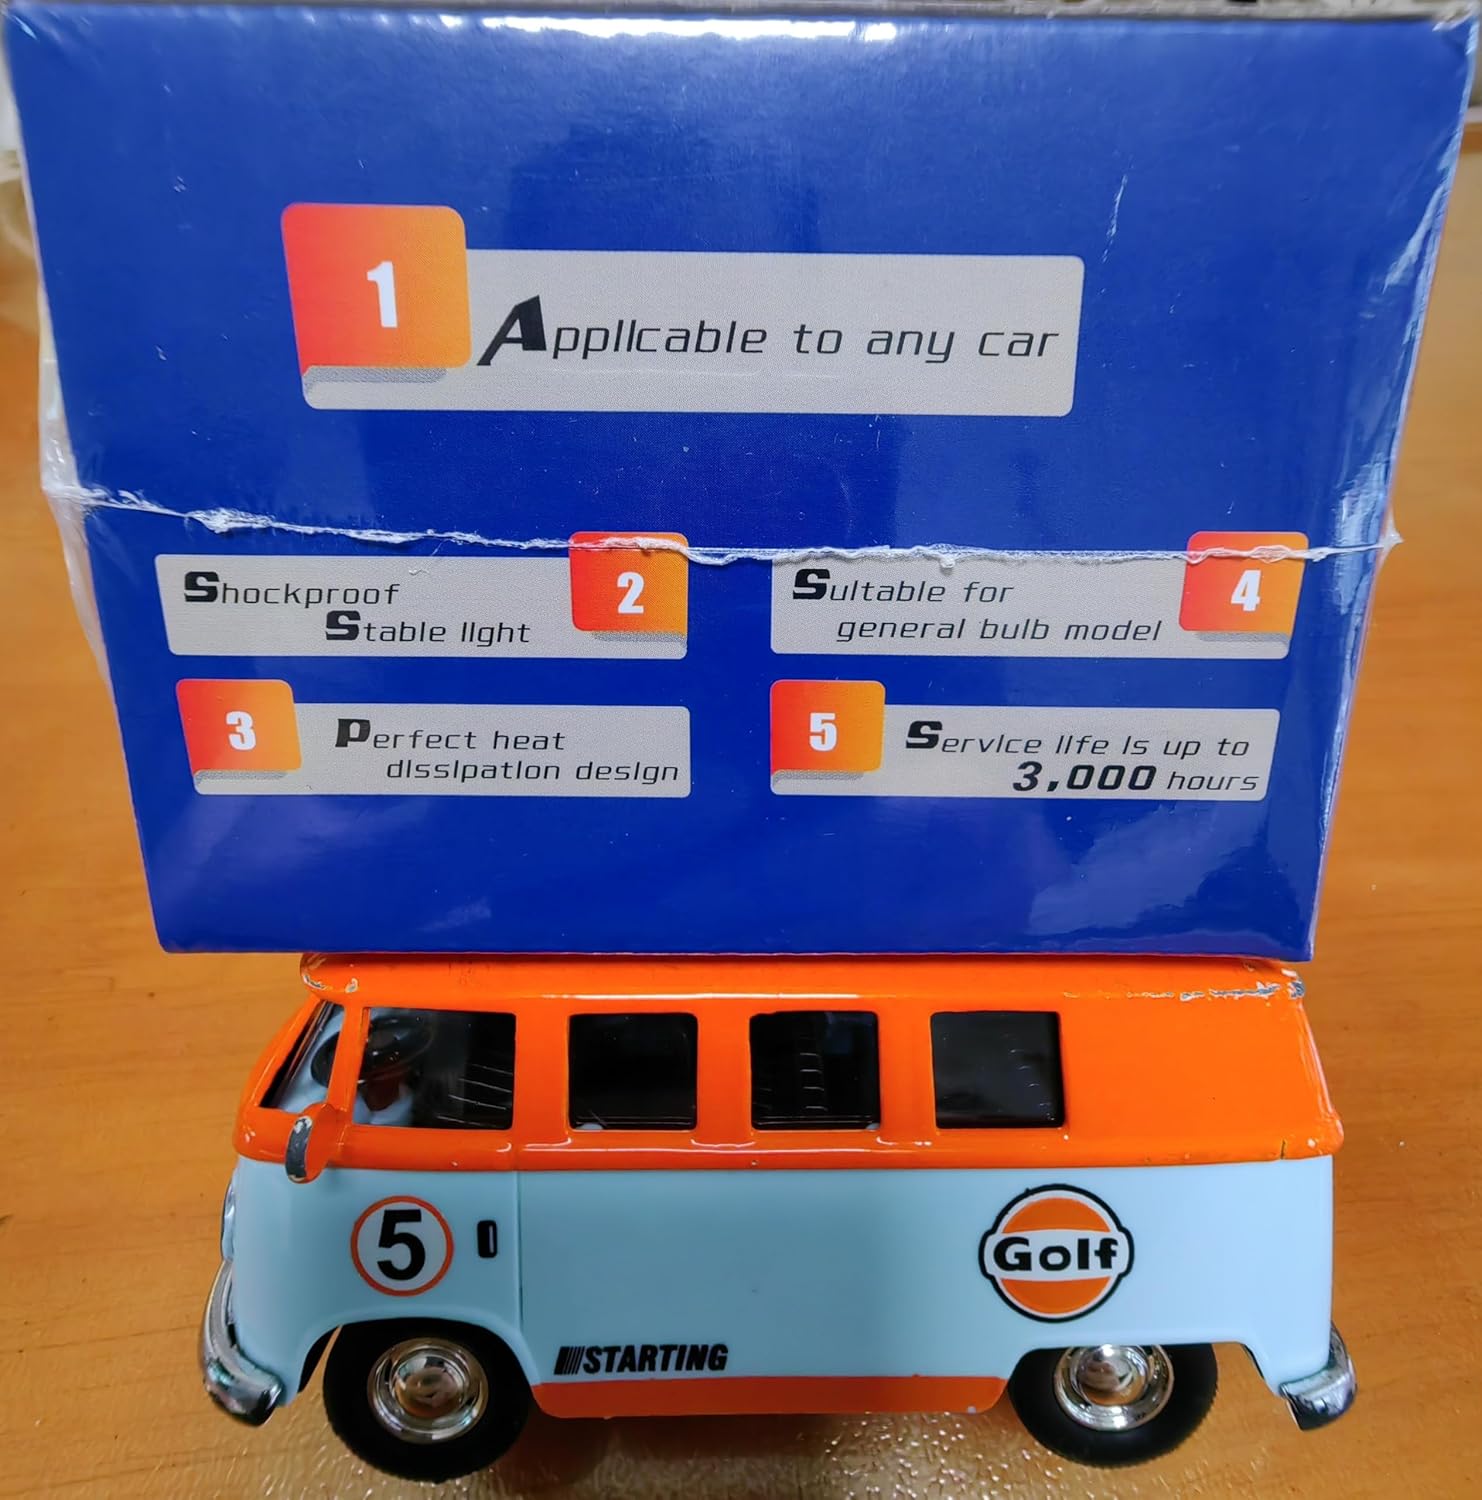 1
Applicable to any car
Shockproof
Stable light
2
Suitable for
general bulb model
4
3
Perfect heat
dissipation design
5
Service life is up to
3,000 hours
5
Golf
STARTING